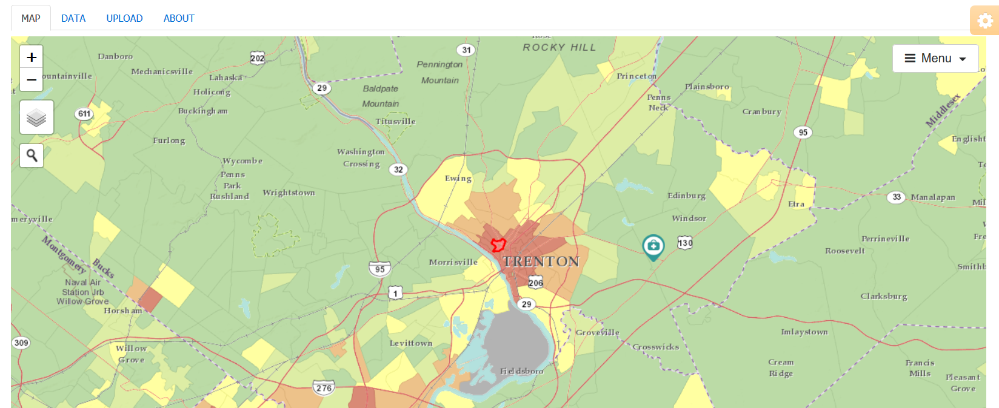 MAP DATA UPLOAD ABOUT
+
−
Menu
31
ROCKY HILL
Danboro
202
Pennington
Mountain
Mechanicsville
Lahaska
Princeton
29
Baldpate
Mountain
Holicong
Plainsboro
Penns
Neck
611
Buckingham
Titusville
Cranbury
Middlesex
95
Furlong
Washington
Crossing
Wycombe
32
Penns
Park
Rushland
Ewing
Wrightstown
Edinburg
33
Manalapan
Etra
Windsor
meryville
Montgomery
Bucks
130
Perrineville
Roosevelt
Morrisville
TRENTON
95
206
1
29
Naval Air
Station Jrb
Willow Grove
Horsham
Clarksburg
Groveville
Imlaystown
309
Levittown
Crosswicks
Willow
Grove
Fieldsboro
Cream
Ridge
Francis
Mills
Pleasant
Grove
276